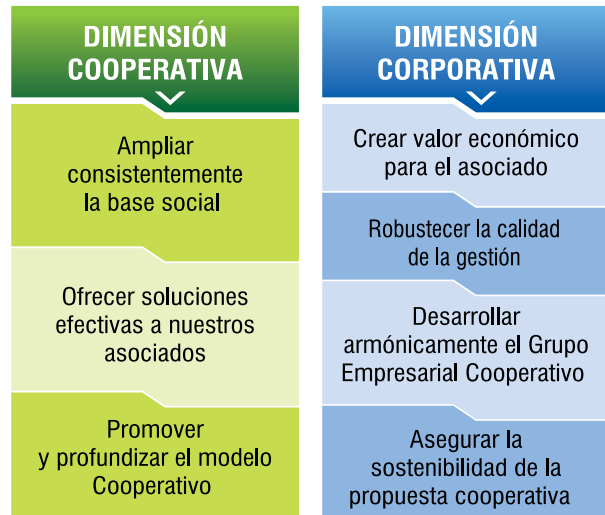 DIMENSIÓN
COOPERATIVA
Ampliar
consistentemente
la base social
Ofrecer soluciones
efectivas a nuestros
asociados
Promover
y profundizar el modelo
Cooperativo
DIMENSIÓN
CORPORATIVA
Crear valor económico
para el asociado
Robustecer la calidad
de la gestión
Desarrollar
armónicamente el Grupo
Empresarial Cooperativo
Asegurar la
sostenibilidad de la
propuesta cooperativa